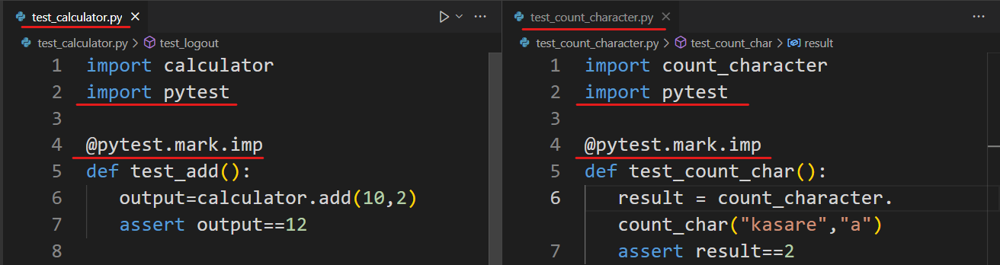 test_calculator.py
test_calculator.py > test_logout
1 import calculator
2 import pytest
3
4 @pytest.mark.imp
5 def test_add():
6 output=calculator.add(10,2)
7 assert output==12
8
test_count_character.py
test_count_character.py > test_count_char > result
1 import count_character
2 import pytest
3
4 @pytest.mark.imp
5 def test_count_char():
6 result = count_character.
count_char("kasare","a")
7 assert result==2